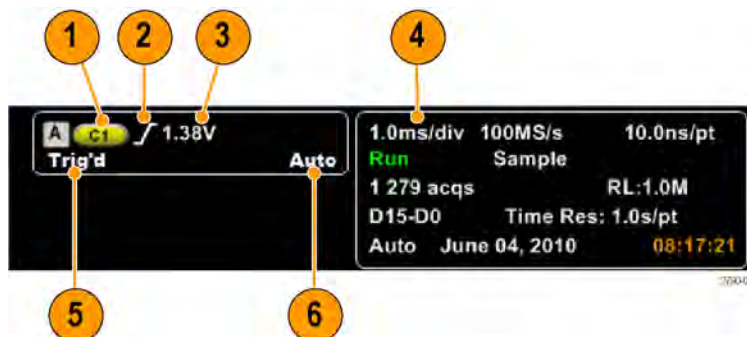 1 2 3 4
A C1 1.38V
Trig'd Auto
1.0ms/div 100MS/s 10.0ns/pt
Run Sample
1 279 acqs RL:1.0M
D15-D0 Time Res: 1.0s/pt
Auto June 04, 2010 08:17:21
5 6